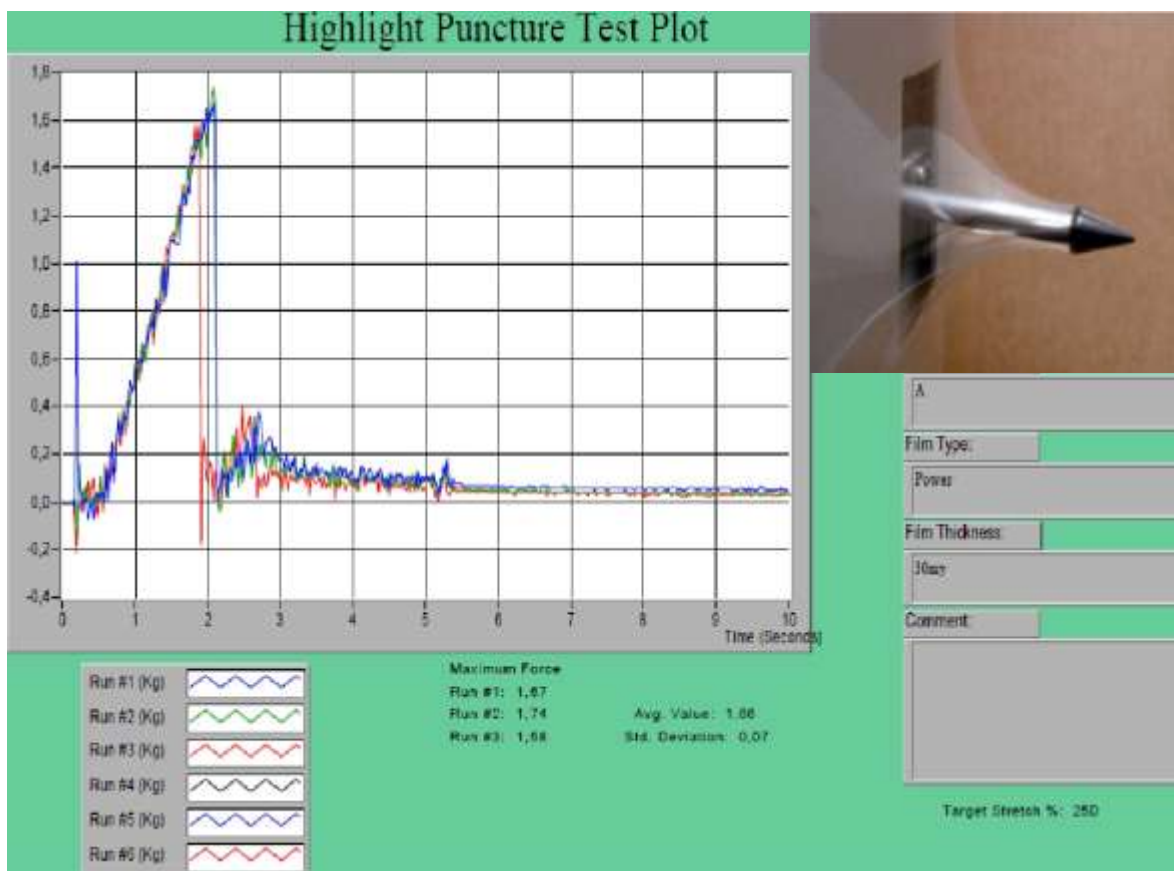 Highlight Puncture Test Plot
1,8
1,6
1,4
1,2
1,0
0,8
0,6
0,4
0,2
0,0
-0,2
-0,4
0 1 2 3 4 5 6 7 8 9 10
Time (Seconds)
A
Film Type:
Power
Film Thickness:
30my
Comment:
Run #1 (Kg)
Run #2 (Kg)
Run #3 (Kg)
Run #4 (Kg)
Run #5 (Kg)
Run #6 (Kg)
Maximum Force
Run #1: 1,67
Run #2: 1,74
Run #3: 1,58
Avg. Value: 1,66
Std. Deviation: 0,07
Target Stretch %: 250